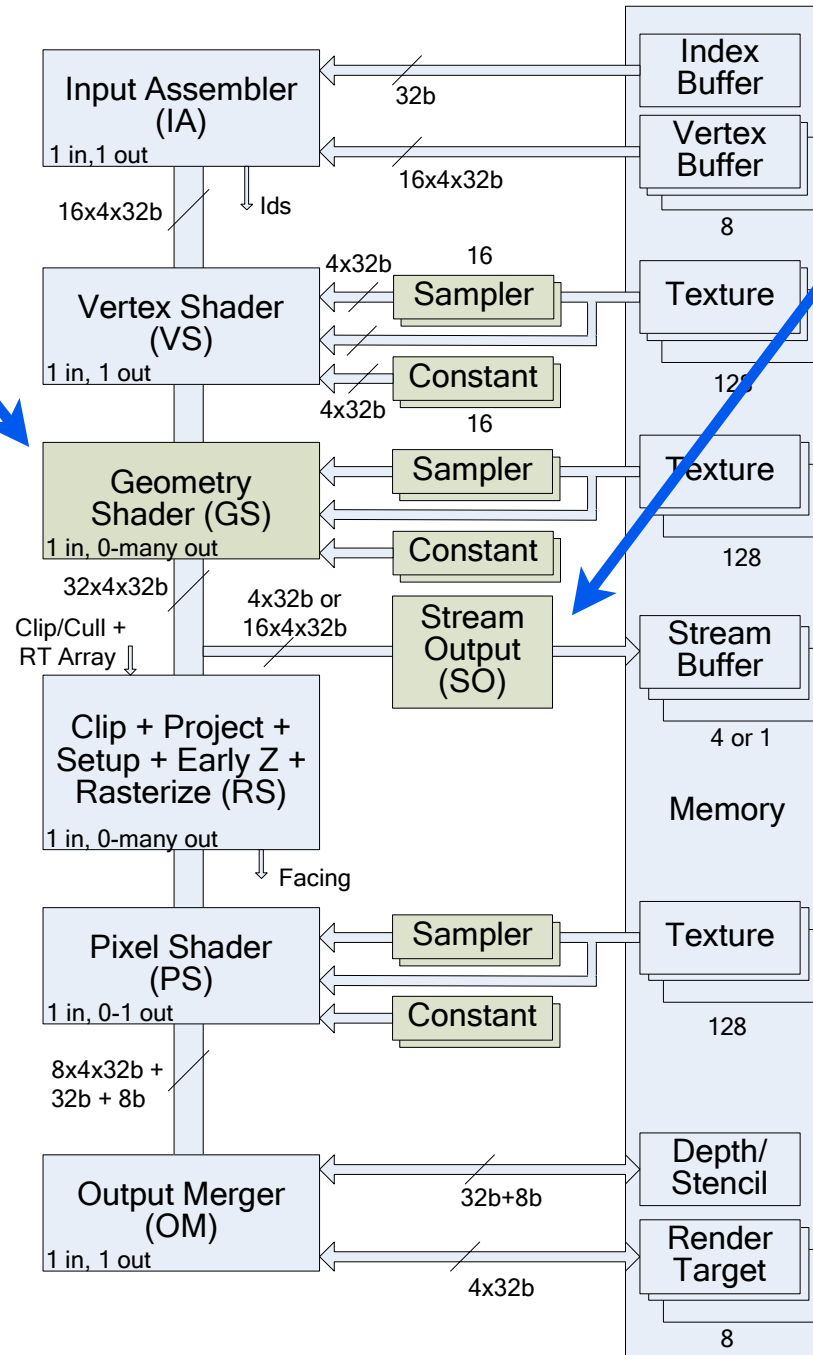 Input Assembler
(IA)
1 in,1 out
32b
Index
Buffer
16x4x32b
Vertex
Buffer
8
16x4x32b
Ids
Vertex Shader
(VS)
1 in, 1 out
4x32b
16
Sampler
Texture
128
Constant
4x32b
16
Geometry
Shader (GS)
1 in, 0-many out
Sampler
Texture
128
Constant
32x4x32b
Clip/Cull +
RT Array
4x32b or
16x4x32b
Stream
Output
(SO)
Stream
Buffer
4 or 1
Clip + Project +
Setup + Early Z +
Rasterize (RS)
1 in, 0-many out
Memory
Facing
Pixel Shader
(PS)
1 in, 0-1 out
Sampler
Texture
128
Constant
8x4x32b +
32b + 8b
Output Merger
(OM)
1 in, 1 out
32b+8b
Depth/
Stencil
4x32b
Render
Target
8